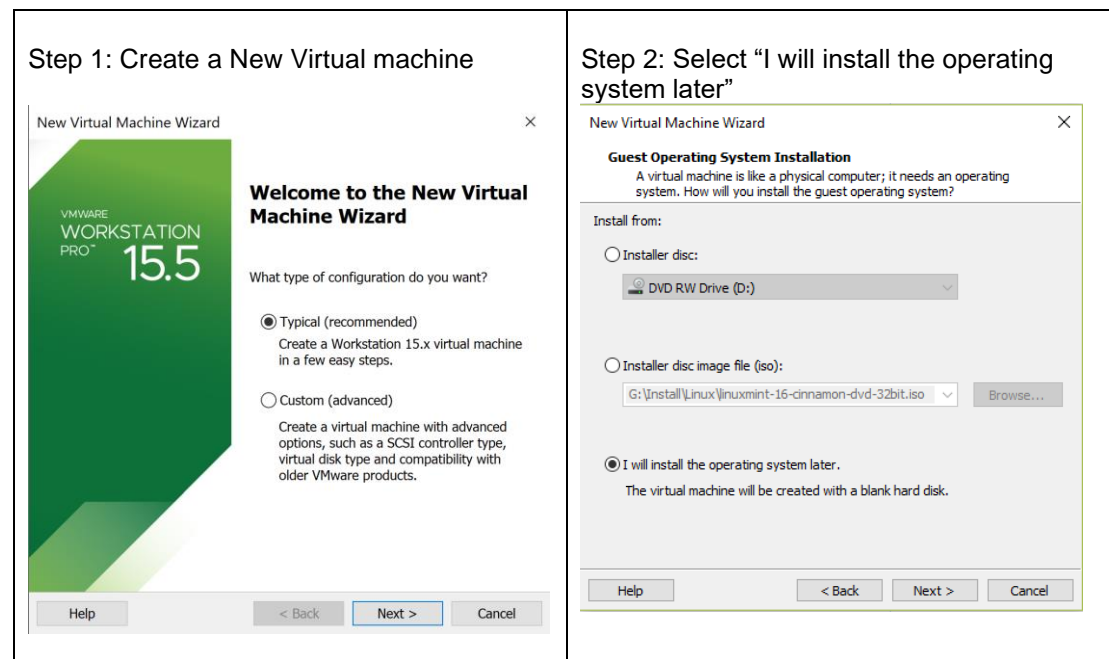 Step 1: Create a New Virtual machine
New Virtual Machine Wizard
VMWARE
WORKSTATION
PRO™ 15.5
Welcome to the New Virtual
Machine Wizard
What type of configuration do you want?
Typical (recommended)
Create a Workstation 15.x virtual machine
in a few easy steps.
Custom (advanced)
Create a virtual machine with advanced
options, such as a SCSI controller type,
virtual disk type and compatibility with
older VMware products.
Help
< Back
Next >
Cancel
Step 2: Select “I will install the operating
system later”
New Virtual Machine Wizard
Guest Operating System Installation
A virtual machine is like a physical computer; it needs an operating
system. How will you install the guest operating system?
Install from:
Installer disc:
DVD RW Drive (D:)
Installer disc image file (iso):
G:\Install\Linux\linuxmint-16-cinnamon-dvd-32bit.iso
Browse...
I will install the operating system later.
The virtual machine will be created with a blank hard disk.
Help
< Back
Next >
Cancel